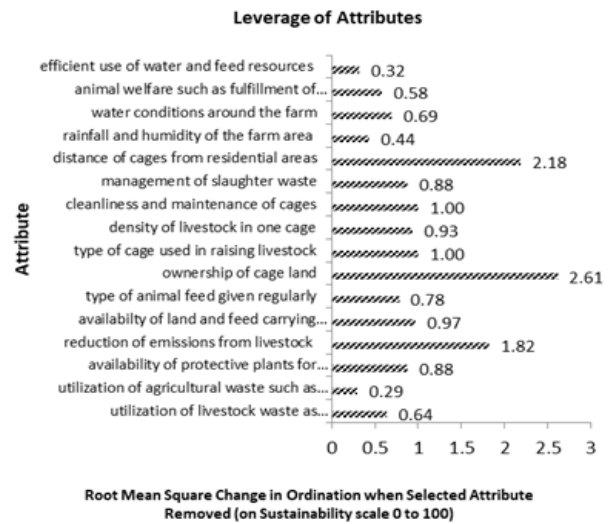 Leverage of Attributes
Attribute
efficient use of water and feed resources 0.32
animal welfare such as fulfillment of... 0.58
water conditions around the farm 0.69
rainfall and humidity of the farm area 0.44
distance of cages from residential areas 2.18
management of slaughter waste 0.88
cleanliness and maintenance of cages 1.00
density of livestock in one cage 0.93
type of cage used in raising livestock 1.00
ownership of cage land 2.61
type of animal feed given regularly 0.78
availabilty of land and feed carrying... 0.97
reduction of emissions from livestock 1.82
availability of protective plants for... 0.88
utilization of agricultural waste such as... 0.29
utilization of livestock waste as... 0.64
0 0.5 1 1.5 2 2.5 3
Root Mean Square Change in Ordination when Selected Attribute
Removed (on Sustainability scale 0 to 100)